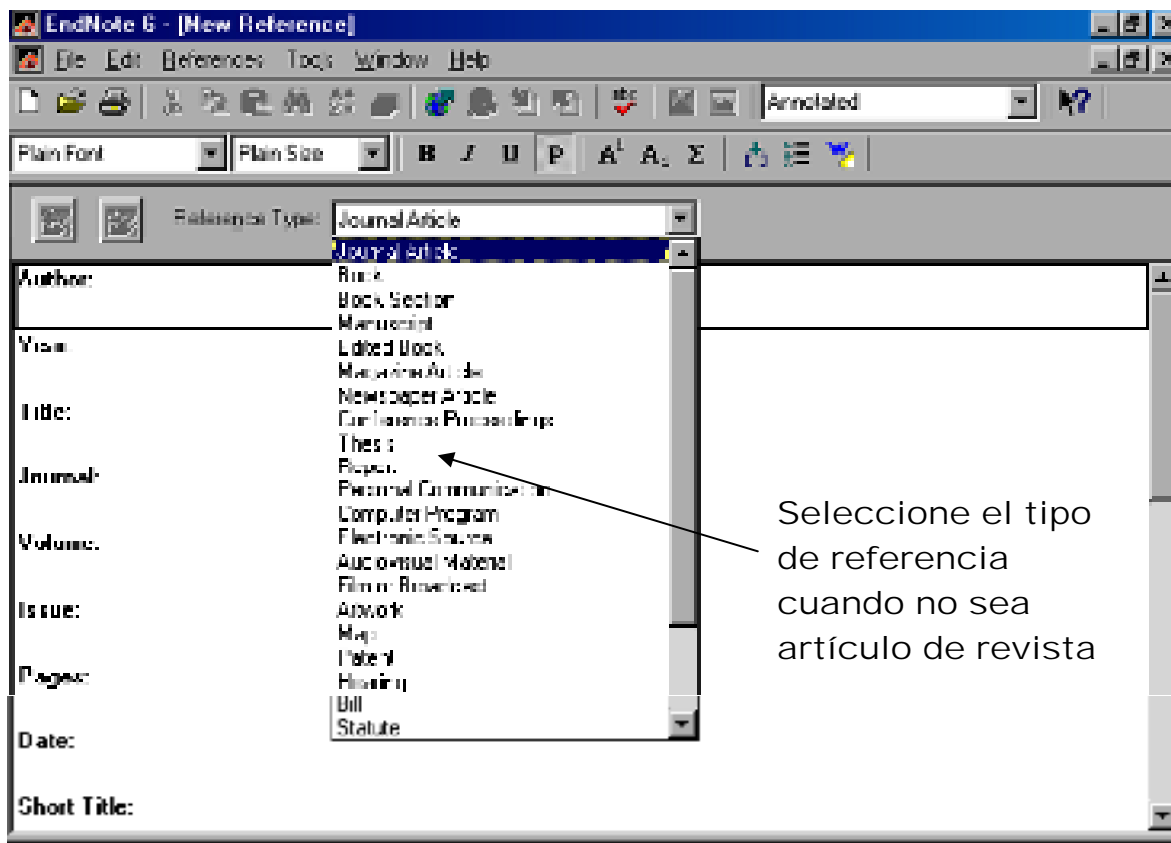 EndNote 6 - [New Reference]
File Edit References Tools Window Help
Annotated
Plain Font Plain Size B I U P A¹ A₁ Σ
Reference Type: Journal Article
Journal Article
Author:
Book
Book Section
Manuscript
Year:
Edited Book
Magazine Article
Newspaper Article
Title:
Conference Proceedings
Thesis
Report
Journal:
Personal Communication
Computer Program
Volume:
Electronic Source
Audiovisual Material
Film or Broadcast
Issue:
Artwork
Map
Patent
Pages:
Hearing
Bill
Statute
Date:
Short Title:
Seleccione el tipo
de referencia
cuando no sea
artículo de revista